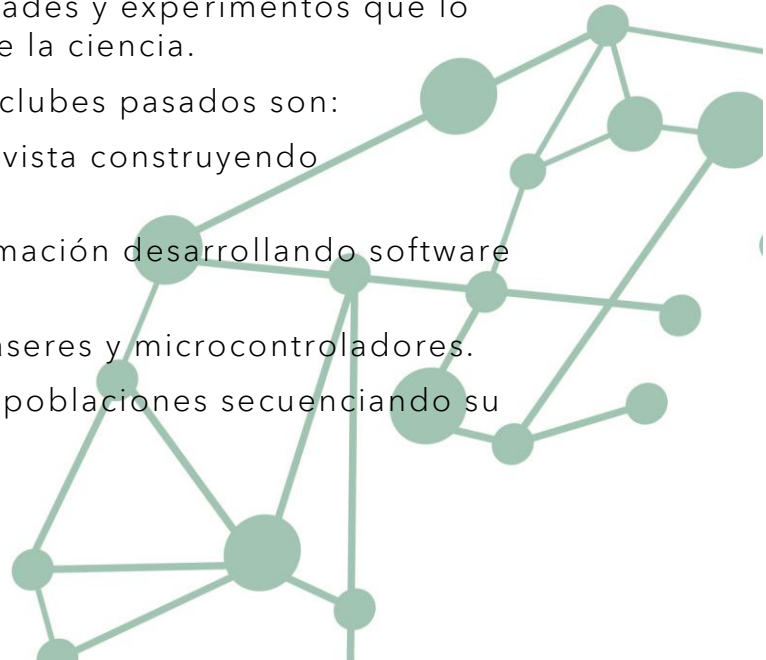 ades y experimentos que lo
e la ciencia.
clubes pasados son:
vista construyendo
mación desarrollando software
seres y microcontroladores.
poblaciones secuenciando su